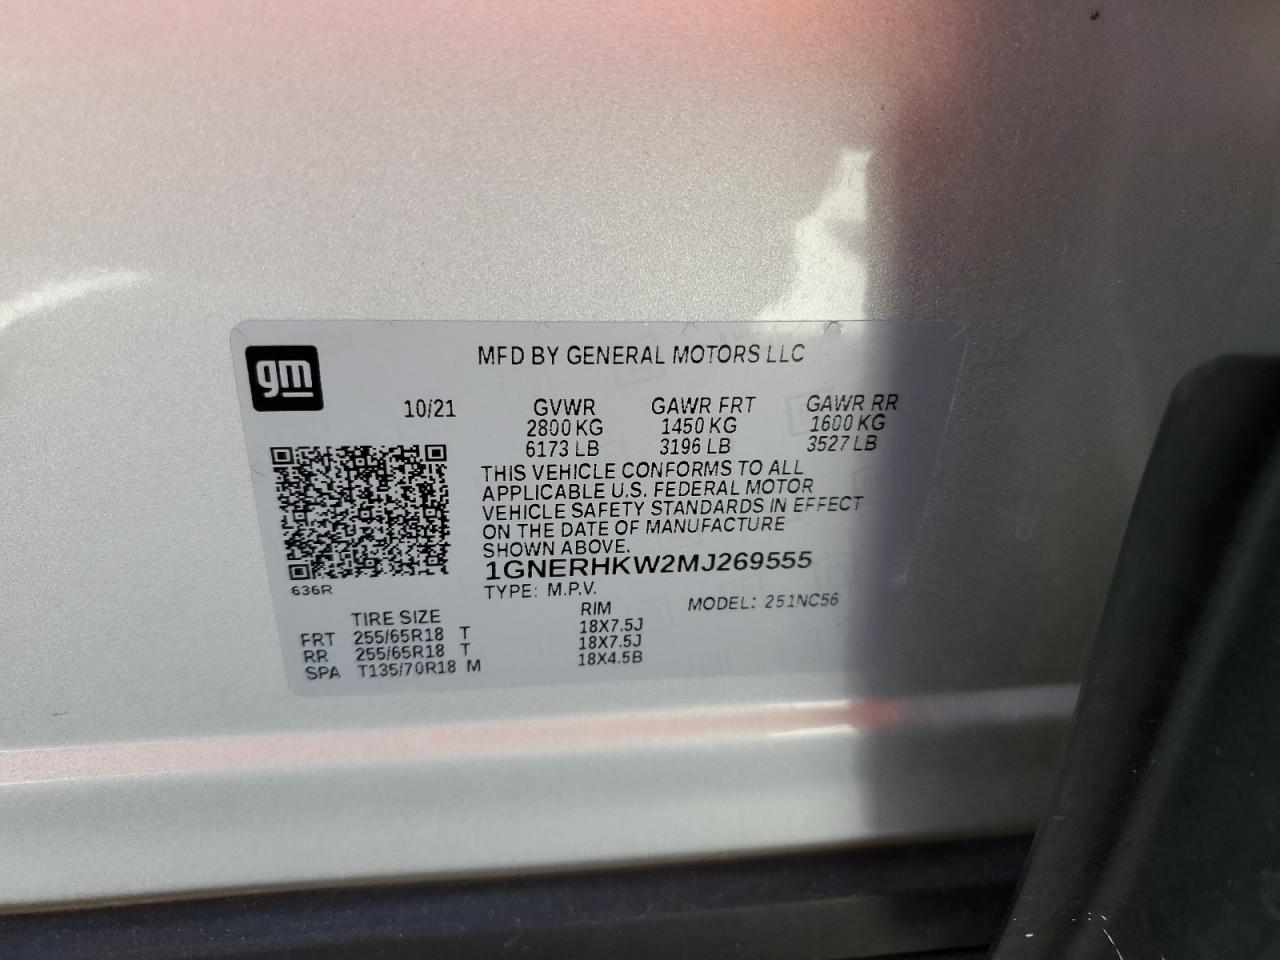 gm
MFD BY GENERAL MOTORS LLC
10/21 GVWR GAWR FRT GAWR RR
2800 KG 1450 KG 1600 KG
6173 LB 3196 LB 3527 LB
THIS VEHICLE CONFORMS TO ALL
APPLICABLE U.S. FEDERAL MOTOR
VEHICLE SAFETY STANDARDS IN EFFECT
ON THE DATE OF MANUFACTURE
SHOWN ABOVE.
1GNERHKW2MJ269555
636R
TYPE: M.P.V. MODEL: 251NC56
TIRE SIZE RIM
FRT 255/65R18 T 18X7.5J
RR 255/65R18 T 18X7.5J
SPA T135/70R18 M 18X4.5B